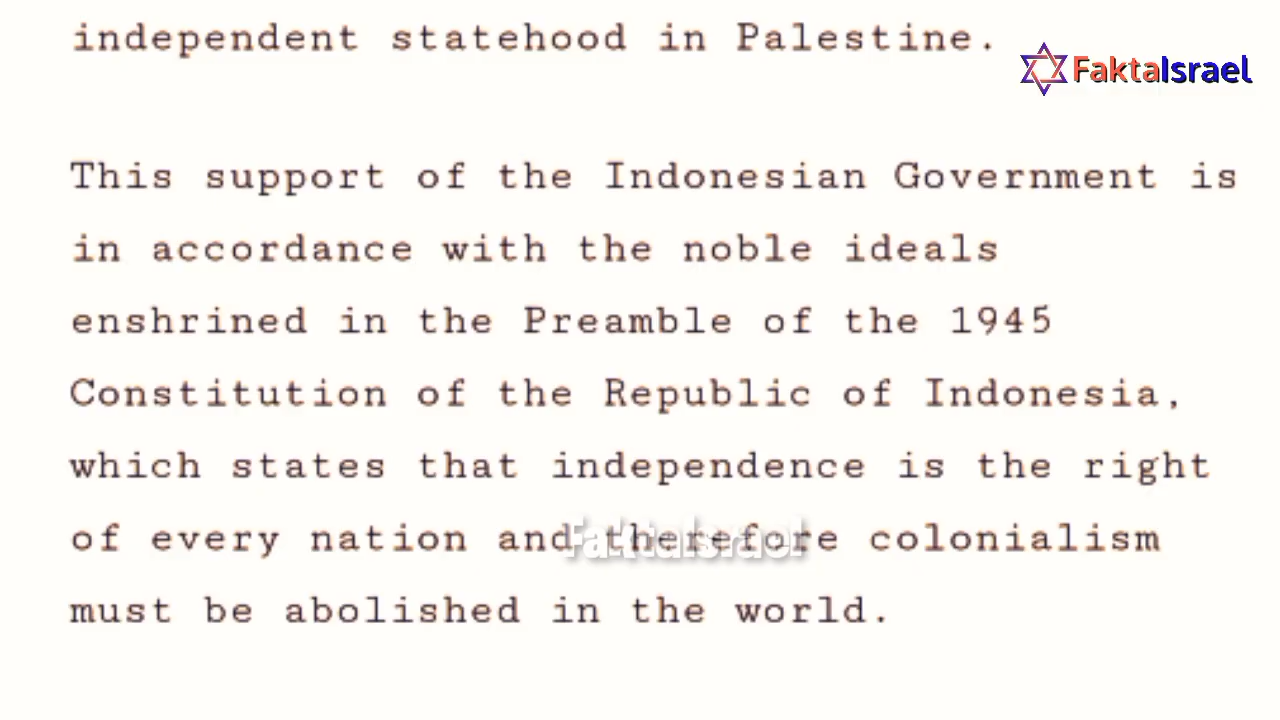 independent statehood in Palestine.
FaktaIsrael
This support of the Indonesian Government is
in accordance with the noble ideals
enshrined in the Preamble of the 1945
Constitution of the Republic of Indonesia,
which states that independence is the right
of every nation and therefore colonialism
FaktaIsrael
must be abolished in the world.